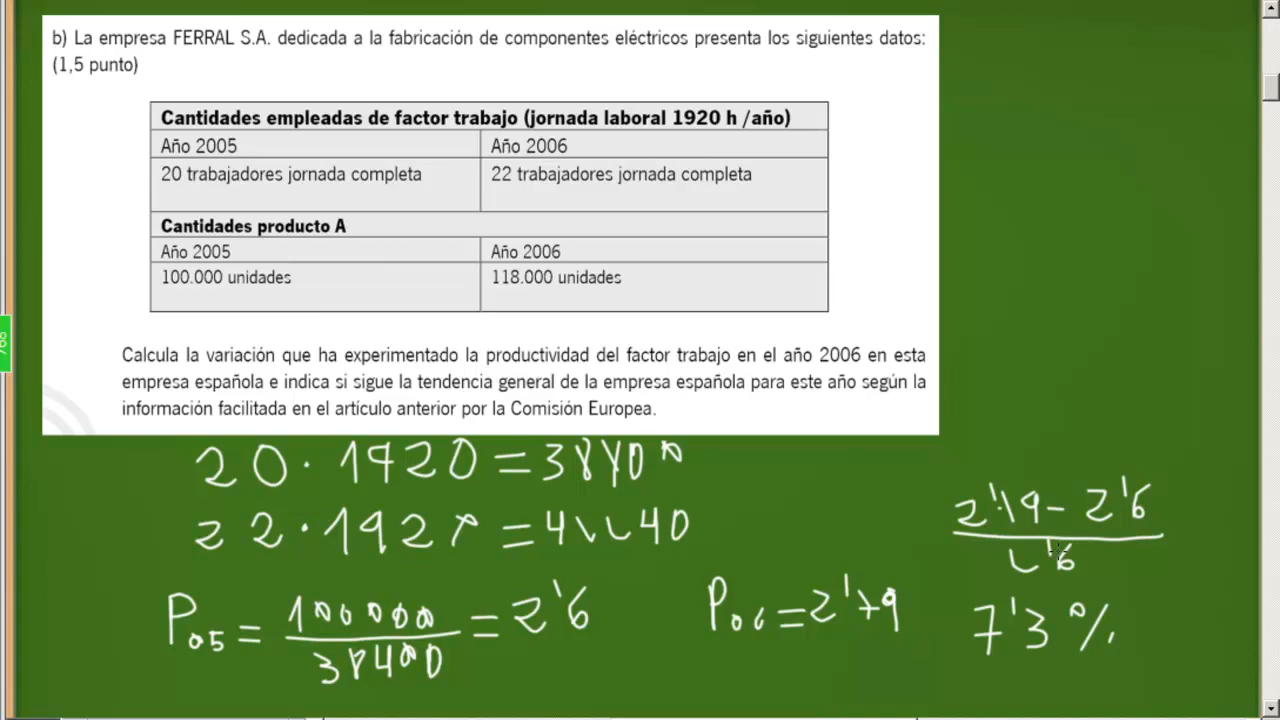 b) La empresa FERRAL S.A. dedicada a la fabricación de componentes eléctricos presenta los siguientes datos:
(1,5 punto)
Cantidades empleadas de factor trabajo (jornada laboral 1920 h /año)
Año 2005 Año 2006
20 trabajadores jornada completa 22 trabajadores jornada completa
Cantidades producto A
Año 2005 Año 2006
100.000 unidades 118.000 unidades
Calcula la variación que ha experimentado la productividad del factor trabajo en el año 2006 en esta
empresa española e indica si sigue la tendencia general de la empresa española para este año según la
información facilitada en el artículo anterior por la Comisión Europea.
20 · 1920 = 38400
22 · 1920 = 42240
P05 = 100000 / 38400 = 2'6
P06 = 2'79
2'79 - 2'6
2'6
7'3 %
768